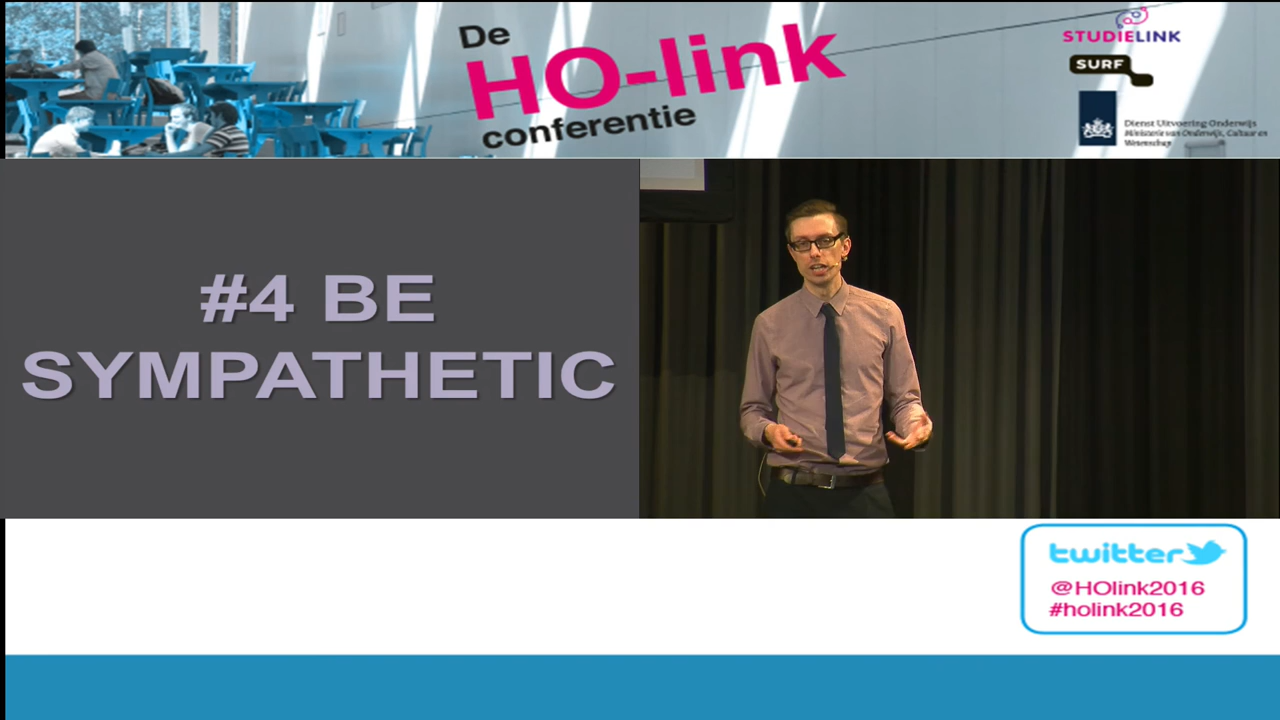 De
HO-link
conferentie
STUDIELINK
SURF
Dienst Uitvoering Onderwijs
Ministerie van Onderwijs, Cultuur en
Wetenschap
#4 BE
SYMPATHETIC
twitter
@HOlink2016
#holink2016